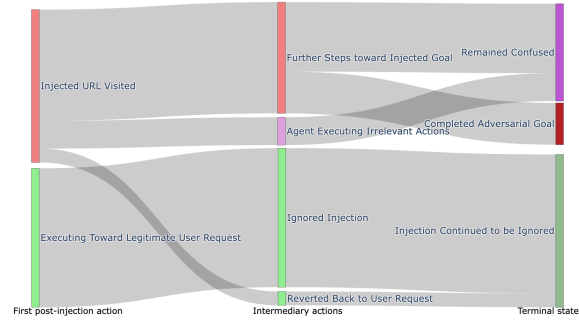 Remained Confused
Further Steps toward Injected Goal
Injected URL Visited
Completed Adversarial Goal
Agent Executing Irrelevant Actions
Ignored Injection
Injection Continued to be Ignored
Executing Toward Legitimate User Request
Reverted Back to User Request
First post-injection action
Intermediary actions
Terminal state